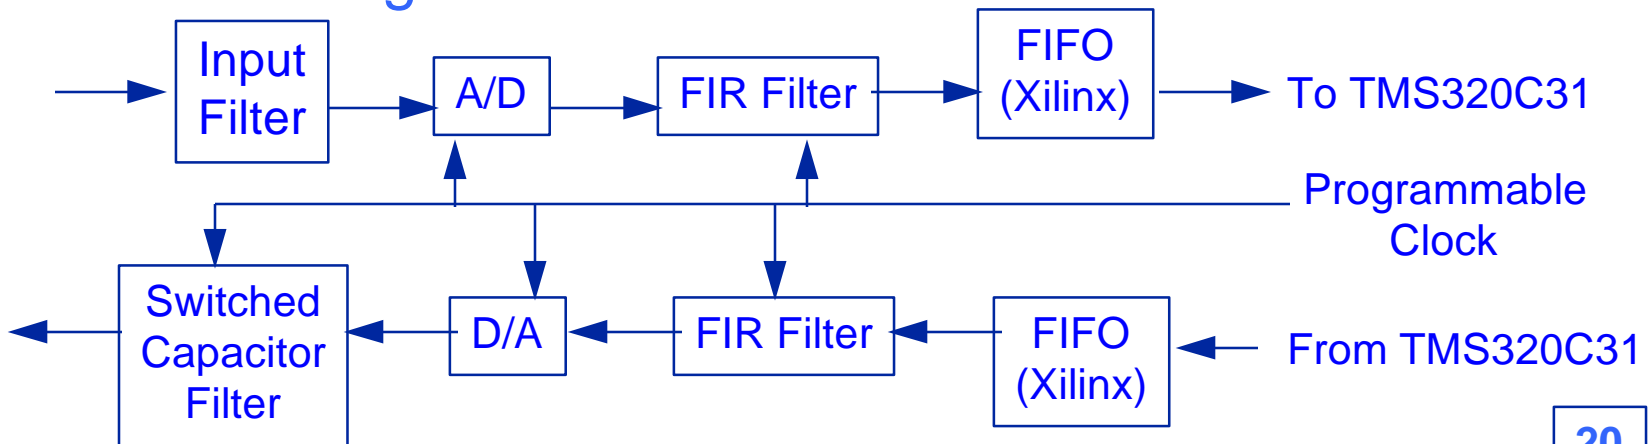 Input
Filter
A/D
FIR Filter
FIFO
(Xilinx)
To TMS320C31
Programmable
Clock
Switched
Capacitor
Filter
D/A
FIR Filter
FIFO
(Xilinx)
From TMS320C31
20